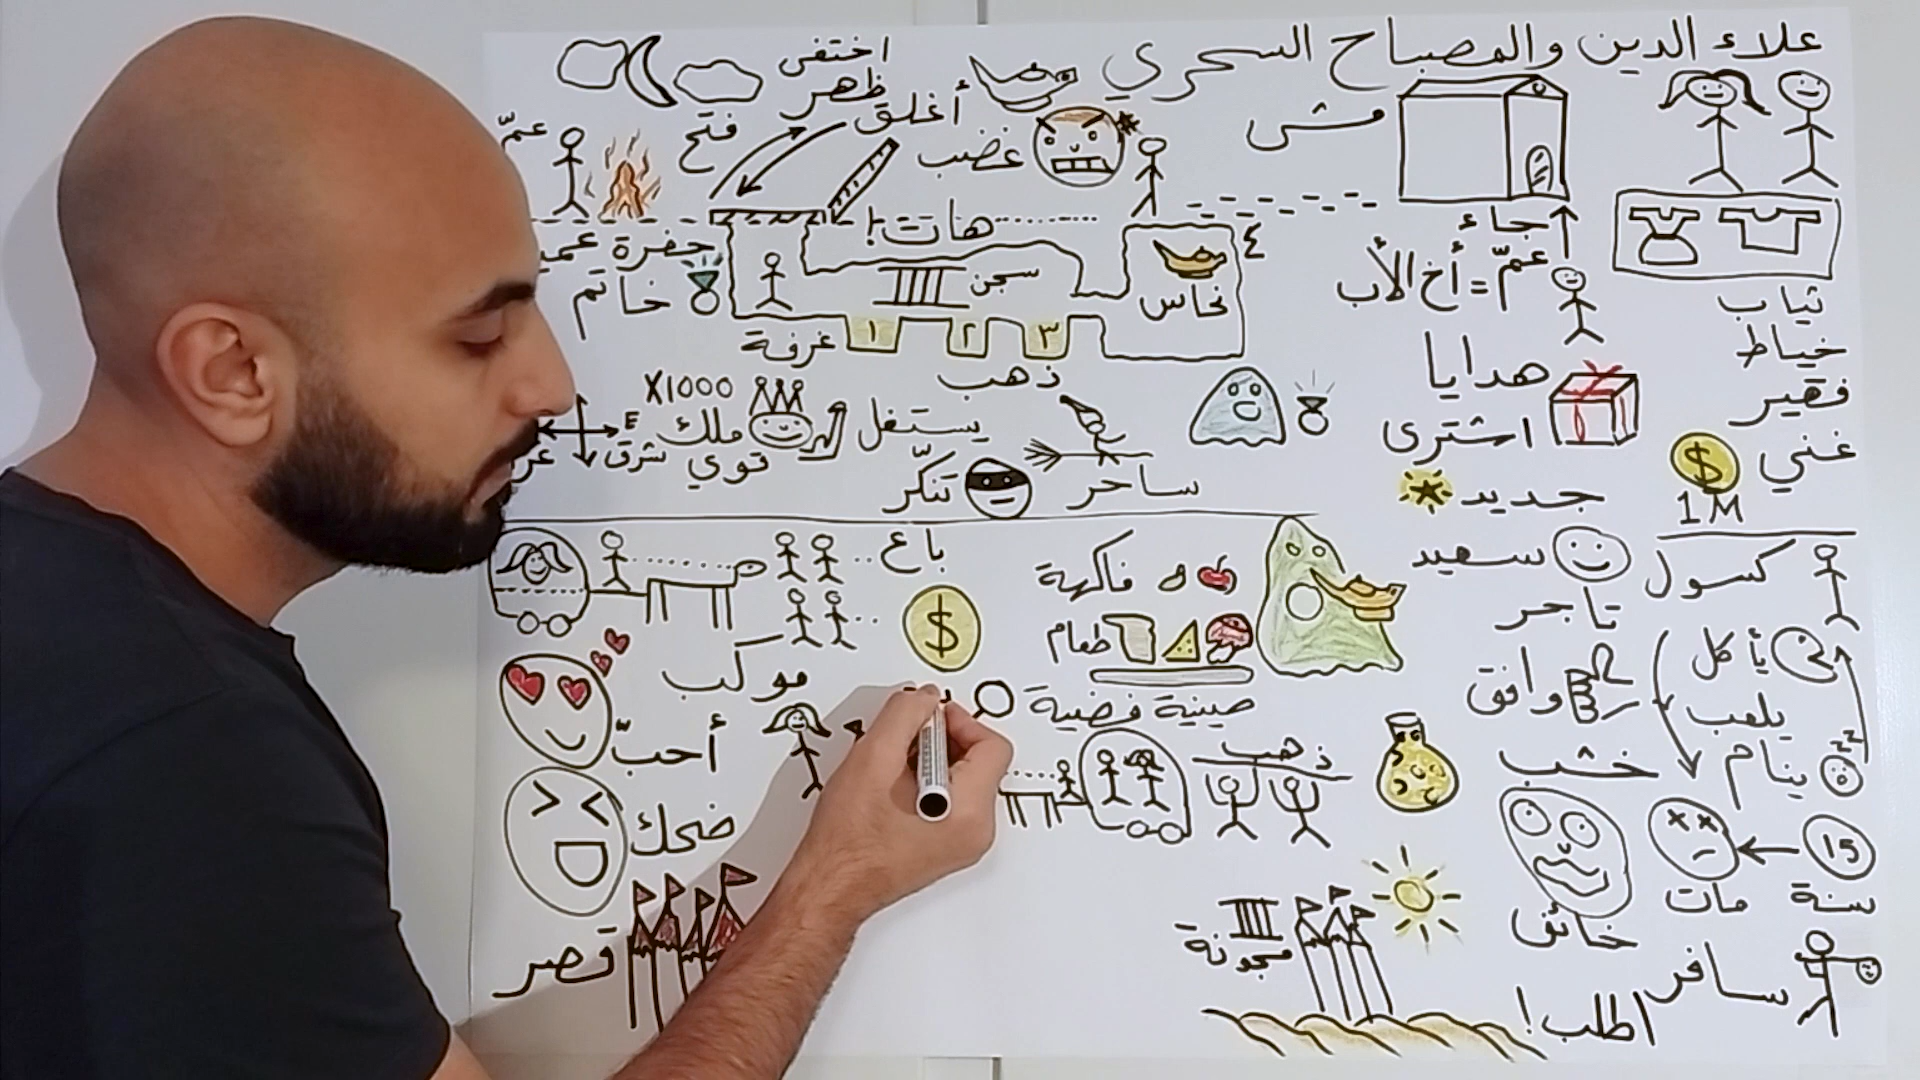 علاء الدين والمصباح السحري
اختفى
ظهر
أغلق
فتح
عمّ
غضب
مش
هات!
جاء
عمّ = أخ الأب
حفرة
خاتم
سجن
نحاس
٤
١
٢
٣
غرفة
ذهب
ثياب
خياط
فقير
غني
$
1M
هدايا
اشترى
جديد
سعيد
X1000
ملك
قوي
E
شرق
يستغل
تنكّر
ساحر
كسول
تاجر
وافق
يأكل
يلعب
ينام
zzz
خشب
15
سنة
مات
خائف
سافر
اطلب!
باع
$
فاكهة
طعام
صينية فضية
موكب
أحبّ
ضحك
قصر
ذهب